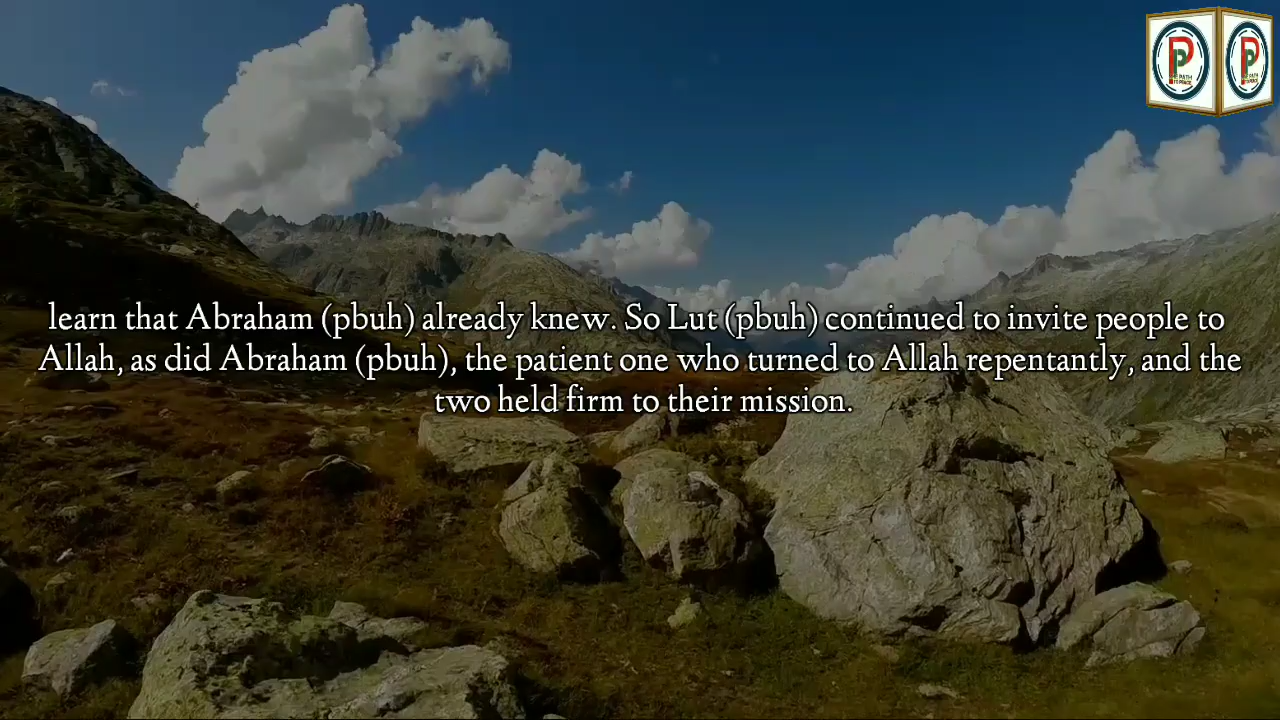 learn that Abraham (pbuh) already knew. So Lut (pbuh) continued to invite people to
Allah, as did Abraham (pbuh), the patient one who turned to Allah repentantly, and the
two held firm to their mission.